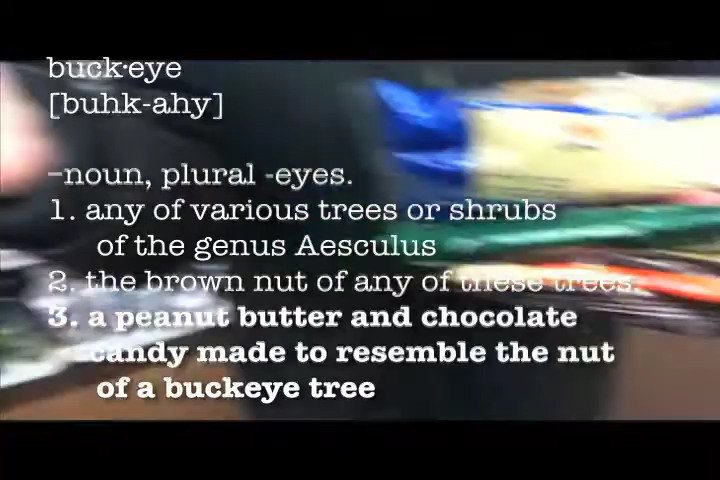 buck·eye
[buhk-ahy]
–noun, plural -eyes.
1. any of various trees or shrubs
of the genus Aesculus
2. the brown nut of any of these trees.
3. a peanut butter and chocolate
candy made to resemble the nut
of a buckeye tree